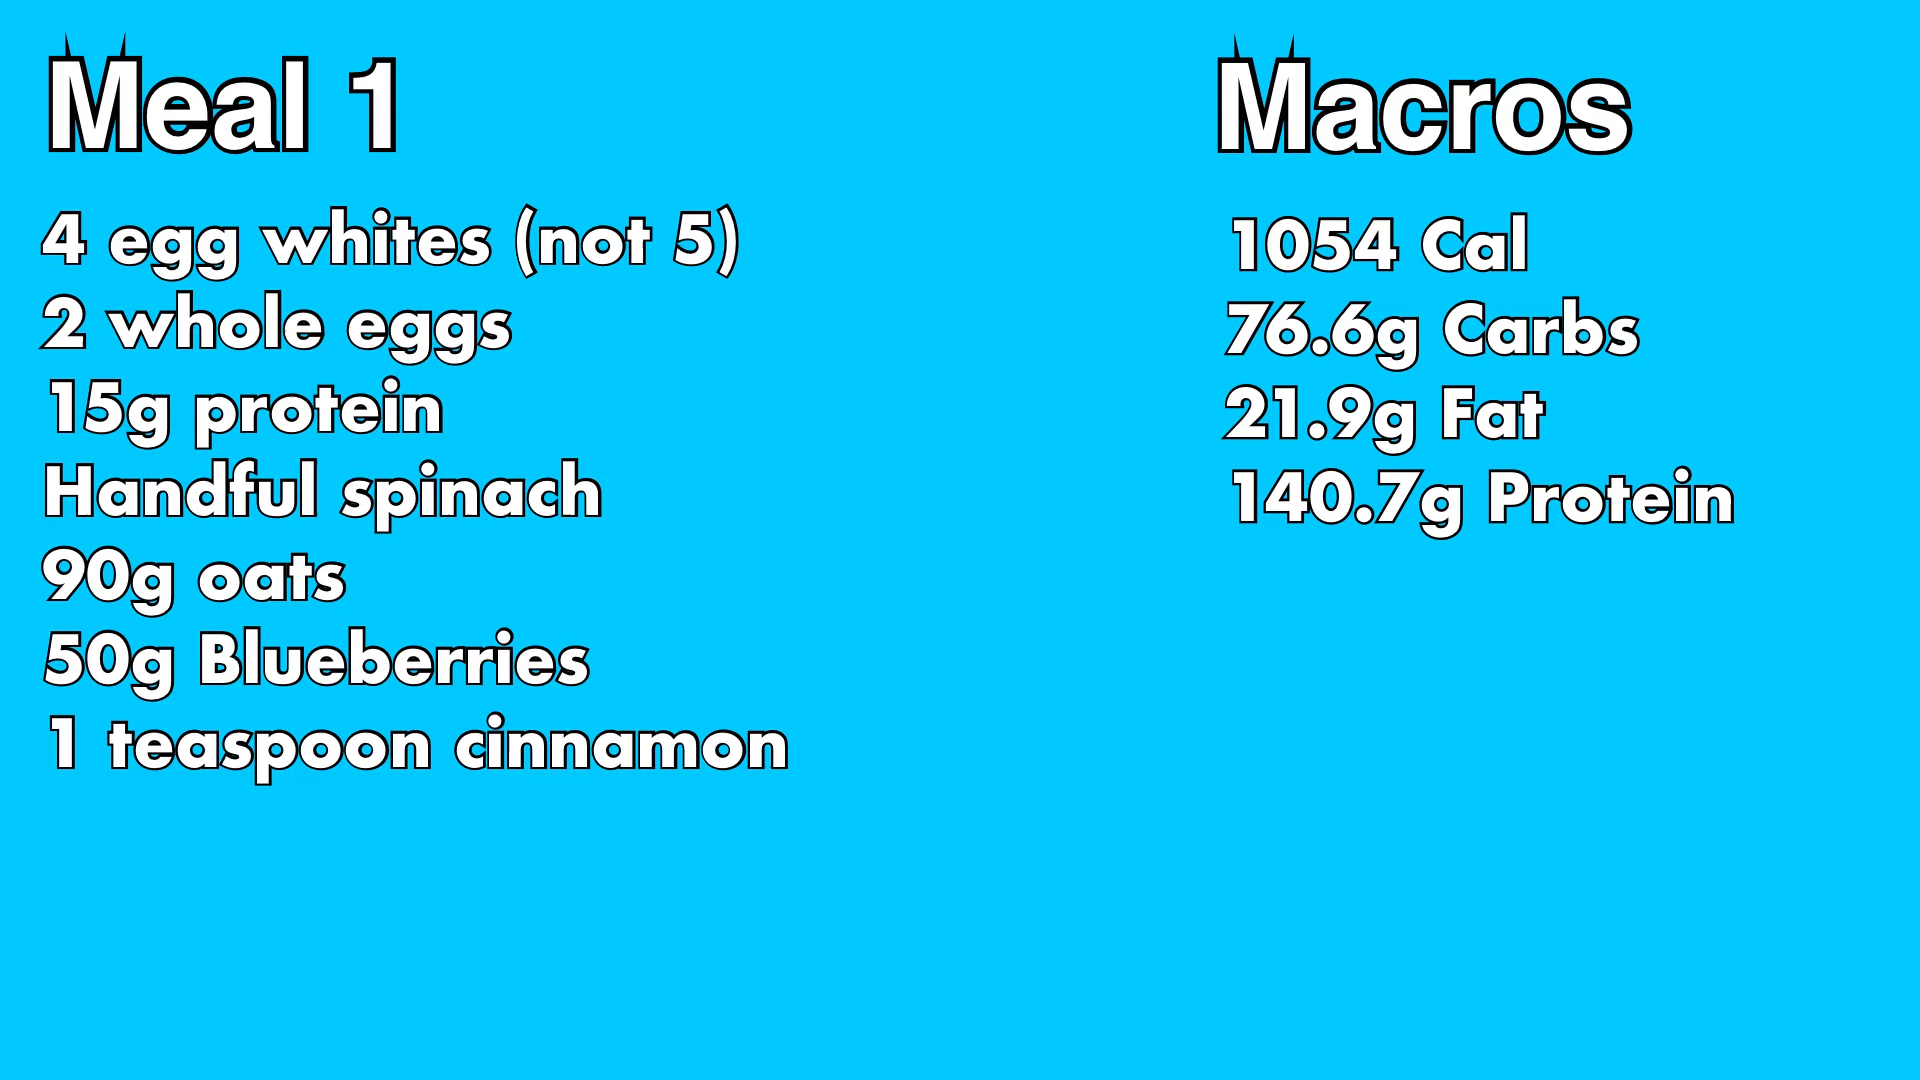 Meal 1
4 egg whites (not 5)
2 whole eggs
15g protein
Handful spinach
90g oats
50g Blueberries
1 teaspoon cinnamon
Macros
1054 Cal
76.6g Carbs
21.9g Fat
140.7g Protein